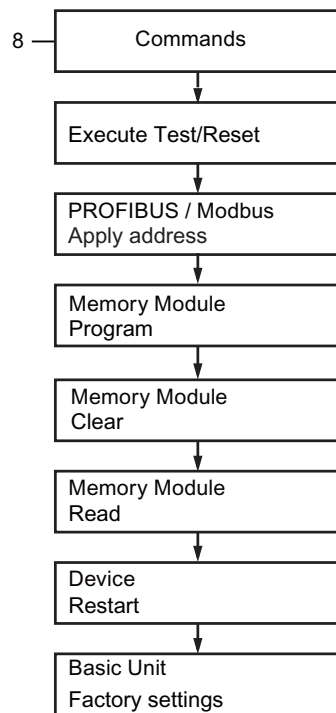 8
Commands
Execute Test/Reset
PROFIBUS / Modbus
Apply address
Memory Module
Program
Memory Module
Clear
Memory Module
Read
Device
Restart
Basic Unit
Factory settings